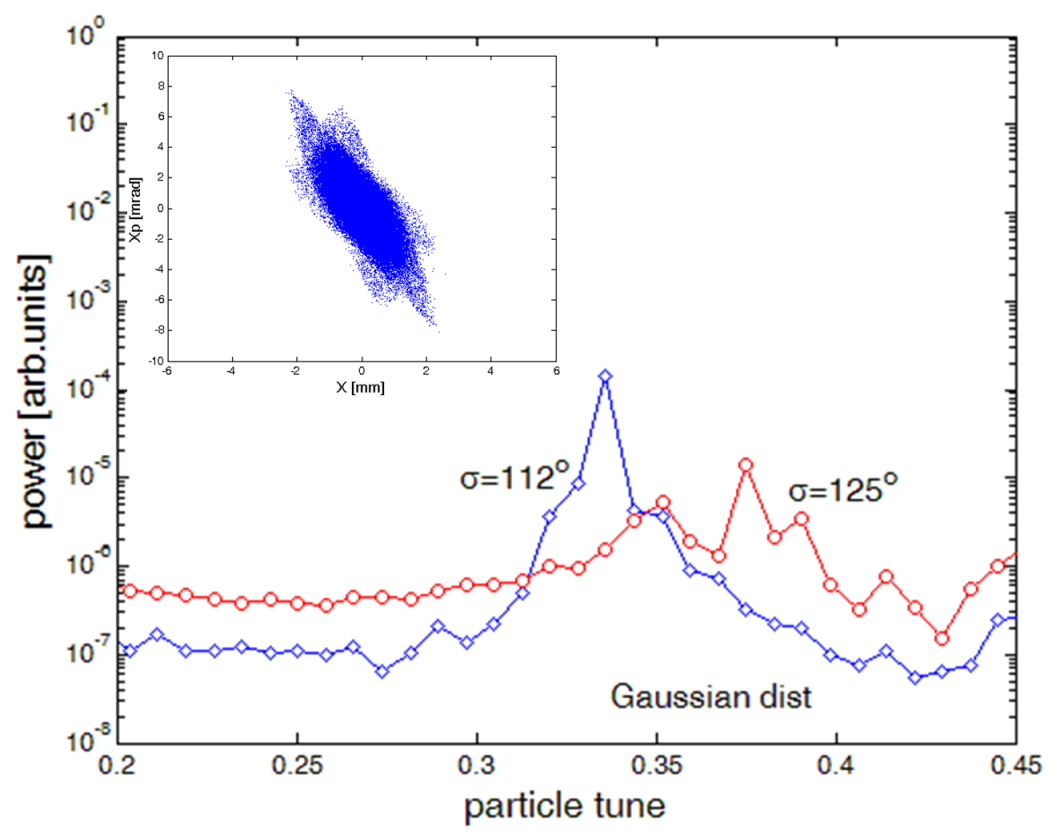 10⁰
10⁻¹
10⁻²
10⁻³
10⁻⁴
10⁻⁵
10⁻⁶
10⁻⁷
10⁻⁸
power [arb.units]
10
8
6
4
2
0
-2
-4
-6
-8
-10
Xp [mrad]
-6 -4 -2 0 2 4 6
X [mm]
σ=112°
σ=125°
Gaussian dist
0.2 0.25 0.3 0.35 0.4 0.45
particle tune